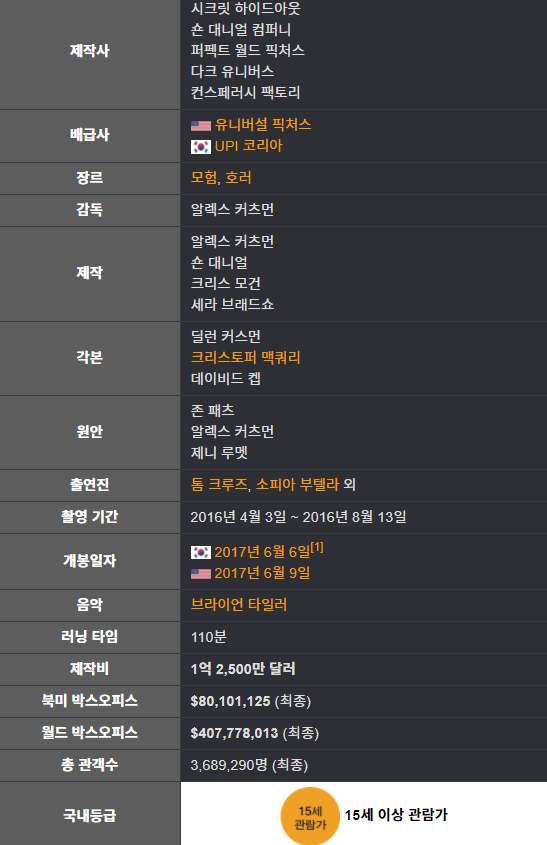 제작사
시크릿 하이드아웃
숀 대니얼 컴퍼니
퍼펙트 월드 픽처스
다크 유니버스
컨스페러시 팩토리
배급사
유니버설 픽처스
UPI 코리아
장르
모험, 호러
감독
알렉스 커츠먼
제작
알렉스 커츠먼
숀 대니얼
크리스 모건
세라 브래드쇼
각본
딜런 커스먼
크리스토퍼 맥쿼리
데이비드 켑
원안
존 패츠
알렉스 커츠먼
제니 루멧
출연진
톰 크루즈, 소피아 부텔라 외
촬영 기간
2016년 4월 3일 ~ 2016년 8월 13일
개봉일자
2017년 6월 6일[1]
2017년 6월 9일
음악
브라이언 타일러
러닝 타임
110분
제작비
1억 2,500만 달러
북미 박스오피스
$80,101,125 (최종)
월드 박스오피스
$407,778,013 (최종)
총 관객수
3,689,290명 (최종)
국내등급
15세
관람가
15세 이상 관람가